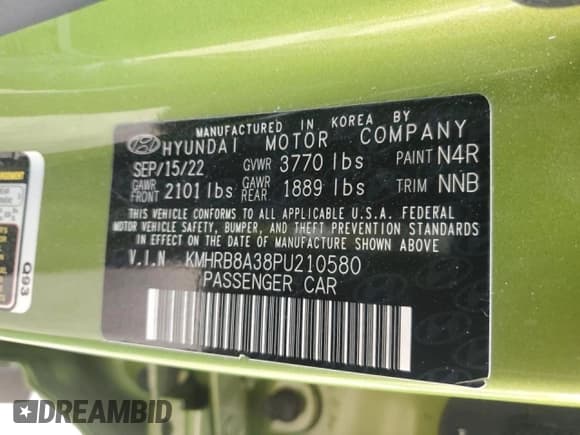 MANUFACTURED IN KOREA BY
HYUNDAI MOTOR COMPANY
SEP/15/22 GVWR 3770 lbs PAINT N4R
GAWR FRONT 2101 lbs GAWR REAR 1889 lbs TRIM NNB
THIS VEHICLE CONFORMS TO ALL APPLICABLE U.S.A. FEDERAL
MOTOR VEHICLE SAFETY, BUMPER, AND THEFT PREVENTION STANDARDS
IN EFFECT ON THE DATE OF MANUFACTURE SHOWN ABOVE
V.I.N KMHRB8A38PU210580
PASSENGER CAR
Q93
DREAMBID